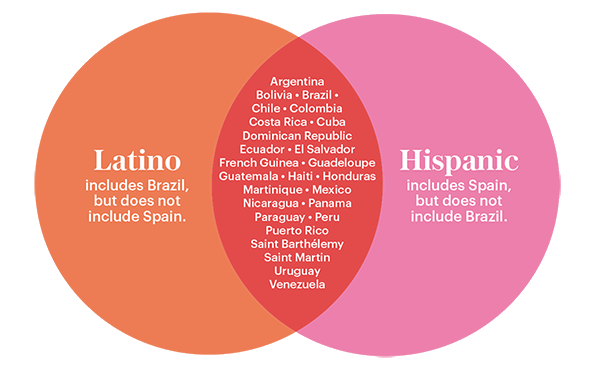 Latino
includes Brazil,
but does not
include Spain.
Argentina
Bolivia • Brazil •
Chile • Colombia
Costa Rica • Cuba
Dominican Republic
Ecuador • El Salvador
French Guinea • Guadeloupe
Guatemala • Haiti • Honduras
Martinique • Mexico
Nicaragua • Panama
Paraguay • Peru
Puerto Rico
Saint Barthélemy
Saint Martin
Uruguay
Venezuela
Hispanic
includes Spain,
but does not
include Brazil.